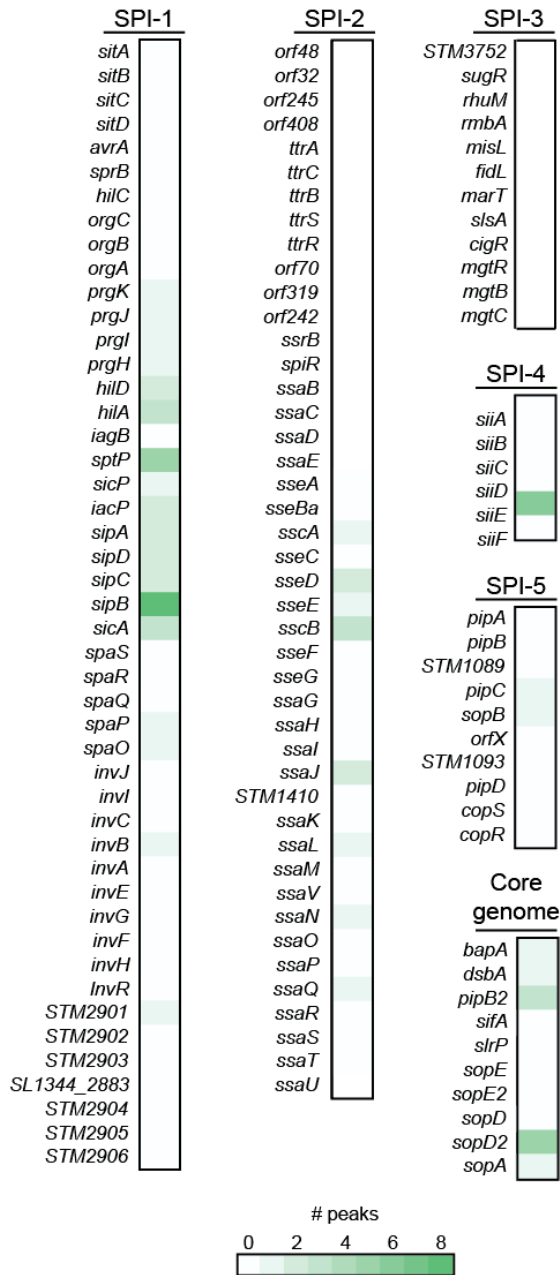 SPI-1
sitA
sitB
sitC
sitD
avrA
sprB
hilC
orgC
orgB
orgA
prgK
prgJ
prgI
prgH
hilD
hilA
iagB
sptP
sicP
iacP
sipA
sipD
sipC
sipB
sicA
spaS
spaR
spaQ
spaP
spaO
invJ
invI
invC
invB
invA
invE
invG
invF
invH
InvR
STM2901
STM2902
STM2903
SL1344_2883
STM2904
STM2905
STM2906
SPI-2
orf48
orf32
orf245
orf408
ttrA
ttrC
ttrB
ttrS
ttrR
orf70
orf319
orf242
ssrB
spiR
ssaB
ssaC
ssaD
ssaE
sseA
sseBa
sscA
sseC
sseD
sseE
sscB
sseF
sseG
ssaG
ssaH
ssaI
ssaJ
STM1410
ssaK
ssaL
ssaM
ssaV
ssaN
ssaO
ssaP
ssaQ
ssaR
ssaS
ssaT
ssaU
SPI-3
STM3752
sugR
rhuM
rmbA
misL
fidL
marT
slsA
cigR
mgtR
mgtB
mgtC
SPI-4
siiA
siiB
siiC
siiD
siiE
siiF
SPI-5
pipA
pipB
STM1089
pipC
sopB
orfX
STM1093
pipD
copS
copR
Core
genome
bapA
dsbA
pipB2
sifA
slrP
sopE
sopE2
sopD
sopD2
sopA
# peaks
0 2 4 6 8